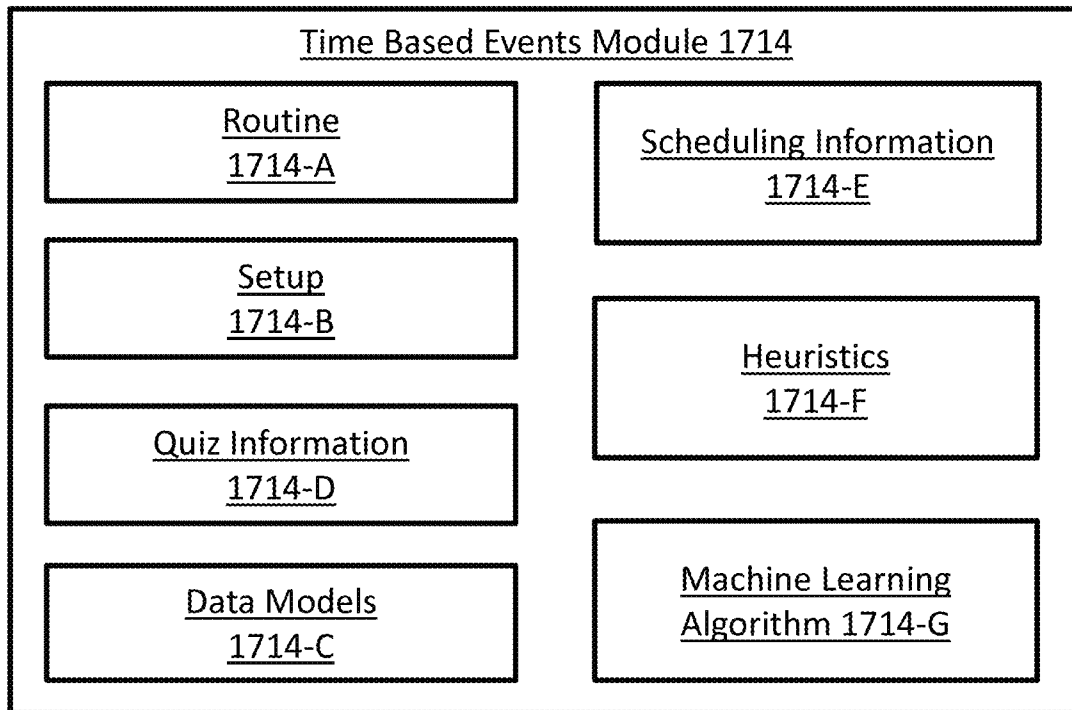 Time Based Events Module 1714
Routine
1714-A
Setup
1714-B
Quiz Information
1714-D
Data Models
1714-C
Scheduling Information
1714-E
Heuristics
1714-F
Machine Learning
Algorithm 1714-G